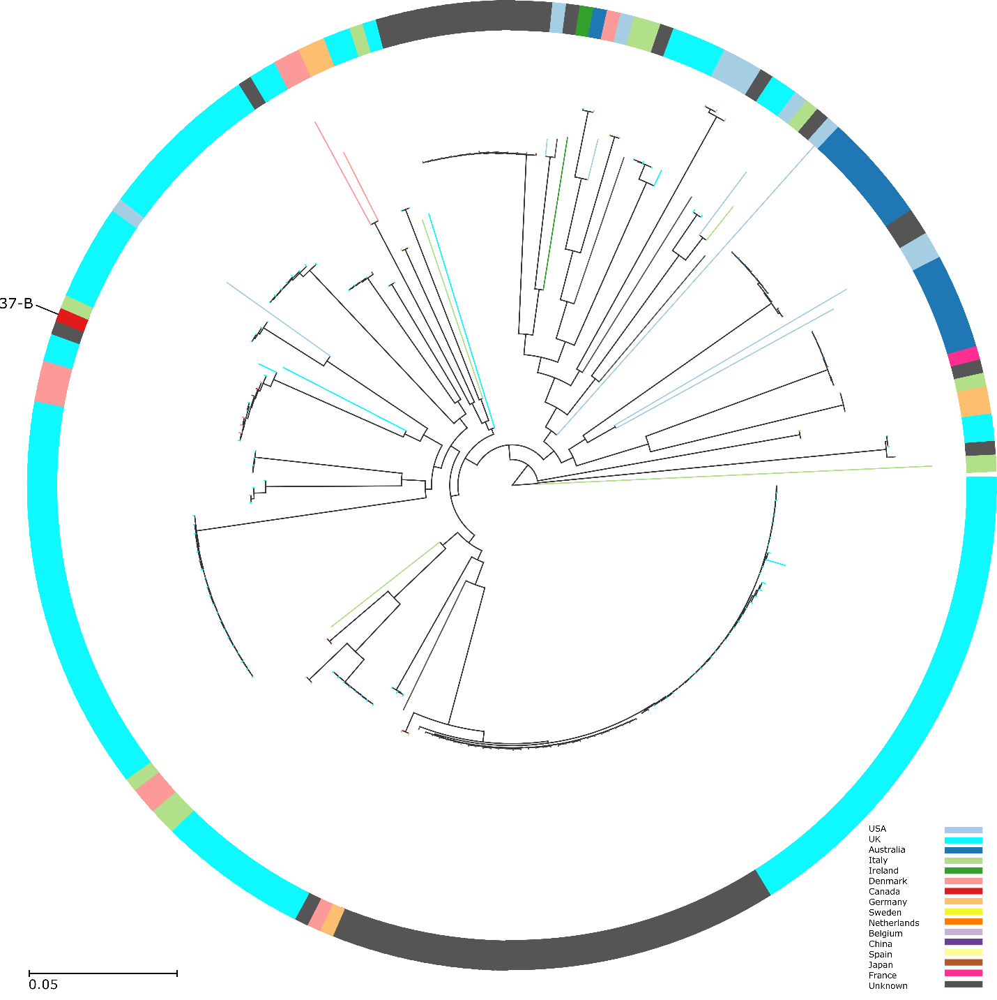 37-B
USA
UK
Australia
Italy
Ireland
Denmark
Canada
Germany
Sweden
Netherlands
Belgium
China
Spain
Japan
France
Unknown
0.05